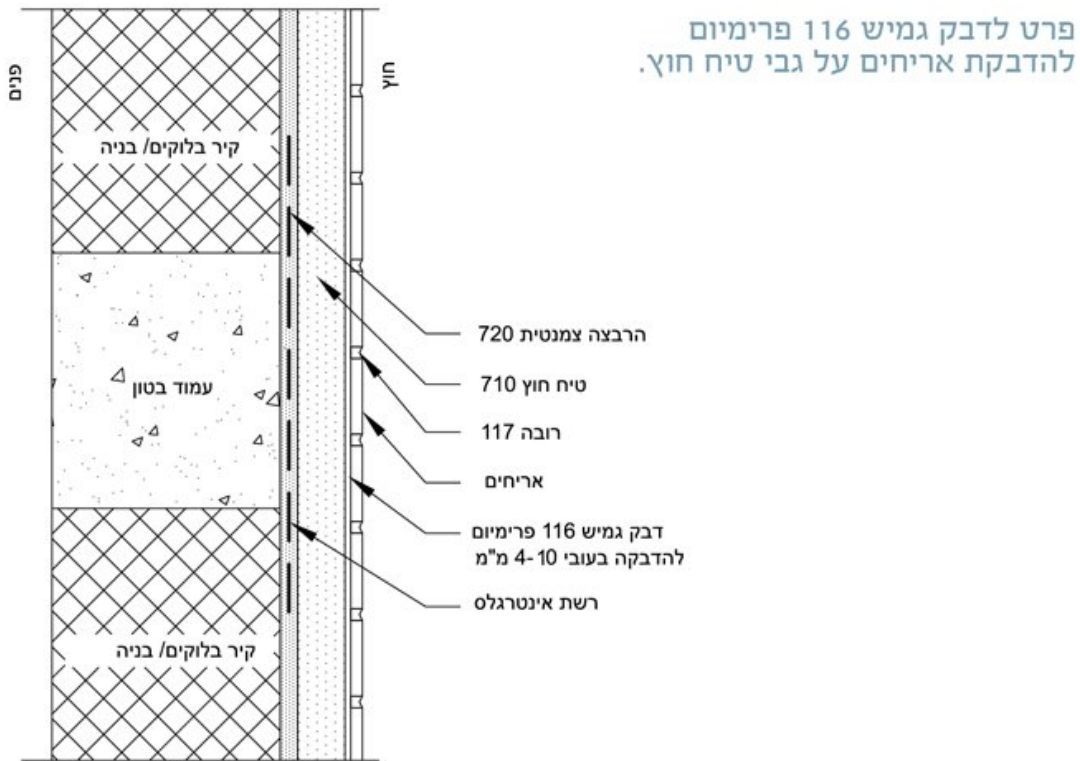 פרט לדבק גמיש 116 פרימיום
להדבקת אריחים על גבי טיח חוץ.
פנים
חוץ
קיר בלוקים/ בניה
עמוד בטון
קיר בלוקים/ בניה
הרבצה צמנטית 720
טיח חוץ 710
רובה 117
אריחים
דבק גמיש 116 פרימיום
להדבקה בעובי 4-10 מ"מ
רשת אינטרגלס